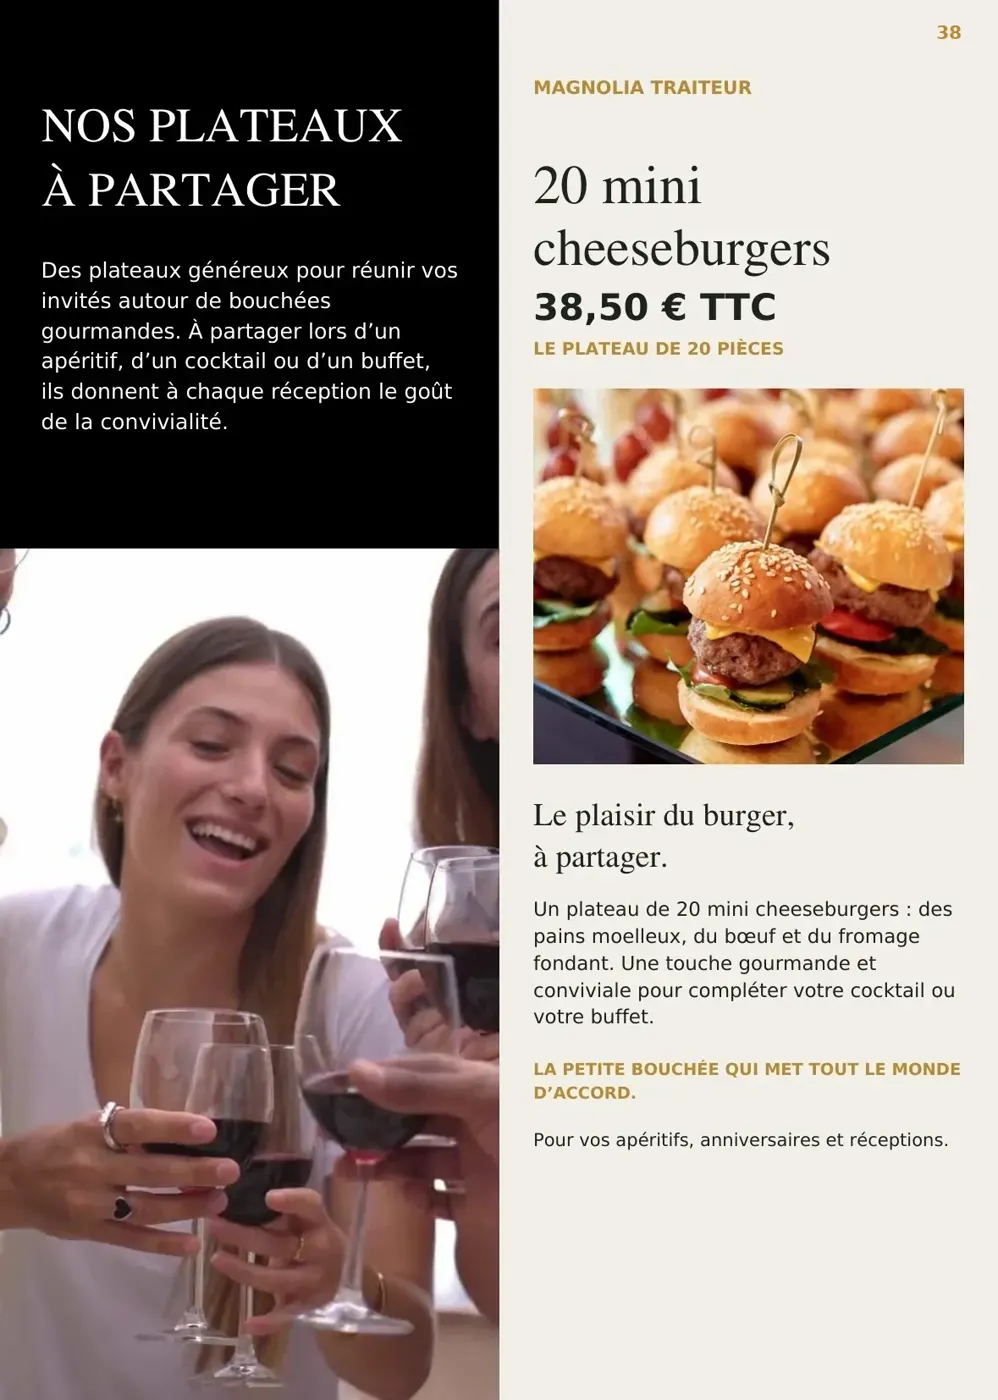 NOS PLATEAUX
À PARTAGER
Des plateaux généreux pour réunir vos
invités autour de bouchées
gourmandes. À partager lors d’un
apéritif, d’un cocktail ou d’un buffet,
ils donnent à chaque réception le goût
de la convivialité.
38
MAGNOLIA TRAITEUR
20 mini
cheeseburgers
38,50 € TTC
LE PLATEAU DE 20 PIÈCES
Le plaisir du burger,
à partager.
Un plateau de 20 mini cheeseburgers : des
pains moelleux, du bœuf et du fromage
fondant. Une touche gourmande et
conviviale pour compléter votre cocktail ou
votre buffet.
LA PETITE BOUCHÉE QUI MET TOUT LE MONDE
D’ACCORD.
Pour vos apéritifs, anniversaires et réceptions.